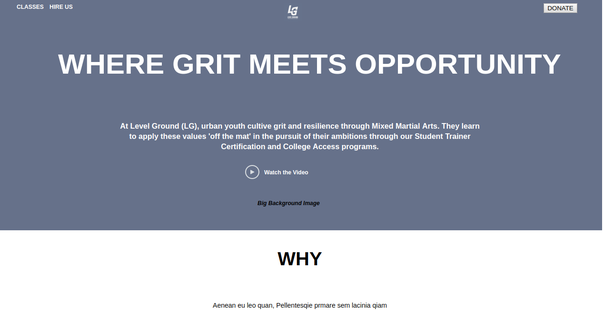 CLASSES HIRE US
LG
DONATE
WHERE GRIT MEETS OPPORTUNITY
At Level Ground (LG), urban youth cultive grit and resilience through Mixed Martial Arts. They learn
to apply these values 'off the mat' in the pursuit of their ambitions through our Student Trainer
Certification and College Access programs.
Watch the Video
Big Background Image
WHY
Aenean eu leo quan, Pellentesqie prmare sem lacinia qiam